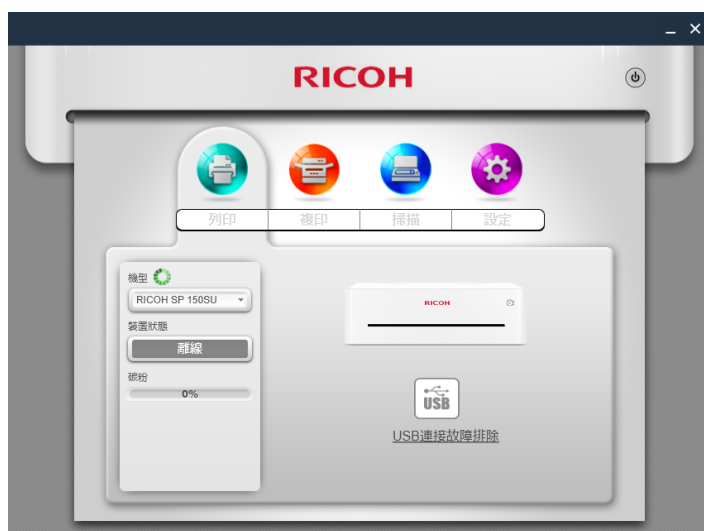 RICOH
列印 複印 掃描 設定
機型
RICOH SP 150SU
裝置狀態
離線
碳粉
0%
RICOH
USB
USB連接故障排除